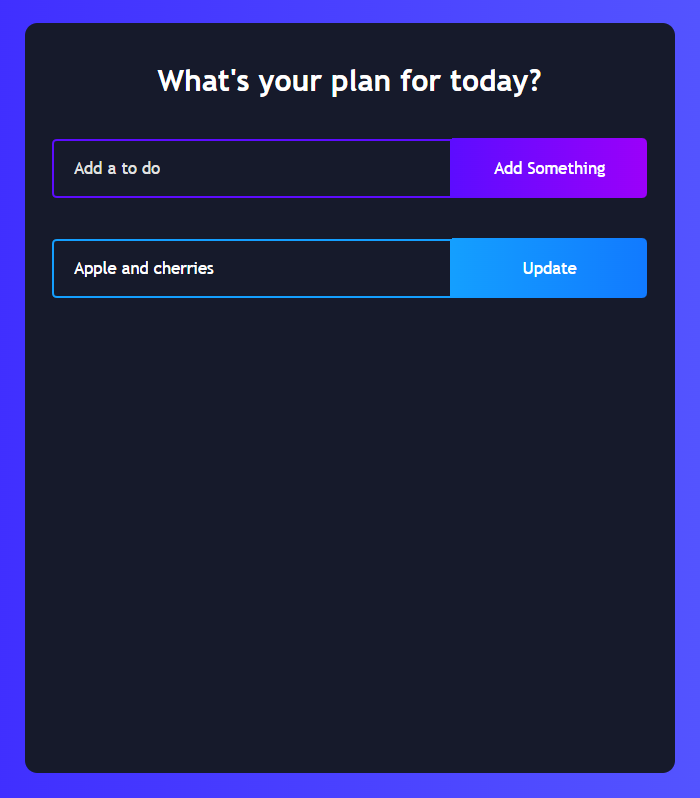 What's your plan for today?
Add a to do
Add Something
Apple and cherries
Update